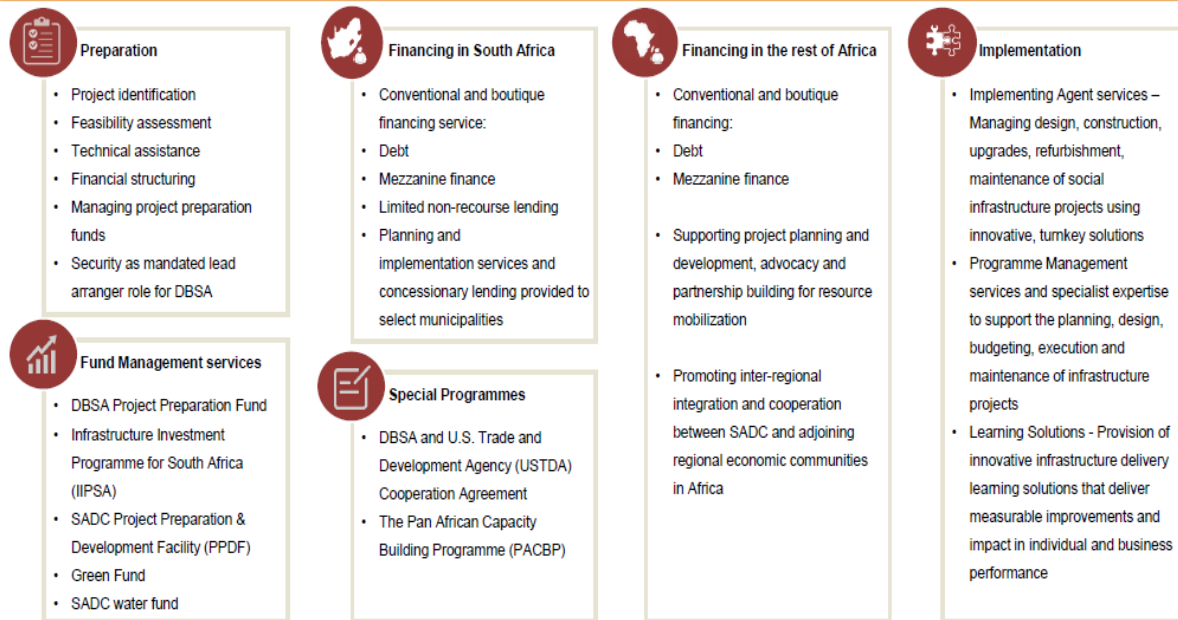 Preparation
• Project identification
• Feasibility assessment
• Technical assistance
• Financial structuring
• Managing project preparation
funds
• Security as mandated lead
arranger role for DBSA
Fund Management services
• DBSA Project Preparation Fund
• Infrastructure Investment
Programme for South Africa
(IIPSA)
• SADC Project Preparation &
Development Facility (PPDF)
• Green Fund
• SADC water fund
Financing in South Africa
• Conventional and boutique
financing service:
• Debt
• Mezzanine finance
• Limited non-recourse lending
• Planning and
implementation services and
concessionary lending provided to
select municipalities
Special Programmes
• DBSA and U.S. Trade and
Development Agency (USTDA)
Cooperation Agreement
• The Pan African Capacity
Building Programme (PACBP)
Financing in the rest of Africa
• Conventional and boutique
financing:
• Debt
• Mezzanine finance
• Supporting project planning and
development, advocacy and
partnership building for resource
mobilization
• Promoting inter-regional
integration and cooperation
between SADC and adjoining
regional economic communities
in Africa
Implementation
• Implementing Agent services –
Managing design, construction,
upgrades, refurbishment,
maintenance of social
infrastructure projects using
innovative, turnkey solutions
• Programme Management
services and specialist expertise
to support the planning, design,
budgeting, execution and
maintenance of infrastructure
projects
• Learning Solutions - Provision of
innovative infrastructure delivery
learning solutions that deliver
measurable improvements and
impact in individual and business
performance